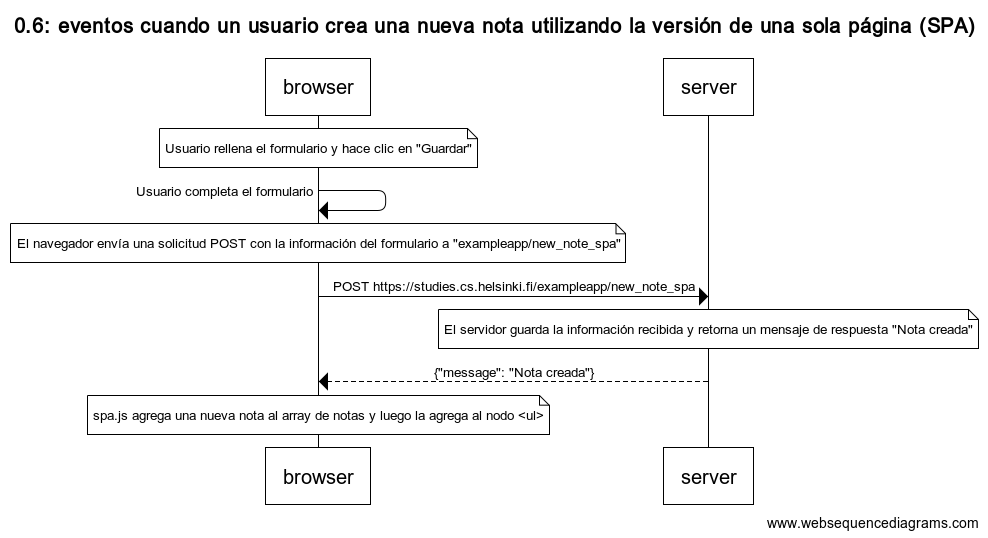 0.6: eventos cuando un usuario crea una nueva nota utilizando la versión de una sola página (SPA)
browser
server
Usuario rellena el formulario y hace clic en "Guardar"
Usuario completa el formulario
El navegador envía una solicitud POST con la información del formulario a "exampleapp/new_note_spa"
POST https://studies.cs.helsinki.fi/exampleapp/new_note_spa
El servidor guarda la información recibida y retorna un mensaje de respuesta "Nota creada"
{"message": "Nota creada"}
spa.js agrega una nueva nota al array de notas y luego la agrega al nodo <ul>
browser
server
www.websequencediagrams.com